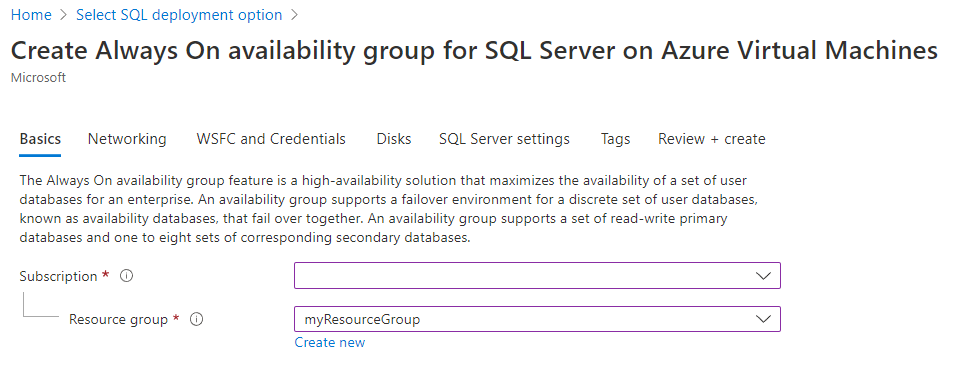 Home > Select SQL deployment option >
Create Always On availability group for SQL Server on Azure Virtual Machines
Microsoft
Basics Networking WSFC and Credentials Disks SQL Server settings Tags Review + create
The Always On availability group feature is a high-availability solution that maximizes the availability of a set of user
databases for an enterprise. An availability group supports a failover environment for a discrete set of user databases,
known as availability databases, that fail over together. An availability group supports a set of read-write primary
databases and one to eight sets of corresponding secondary databases.
Subscription *
Resource group * myResourceGroup
Create new